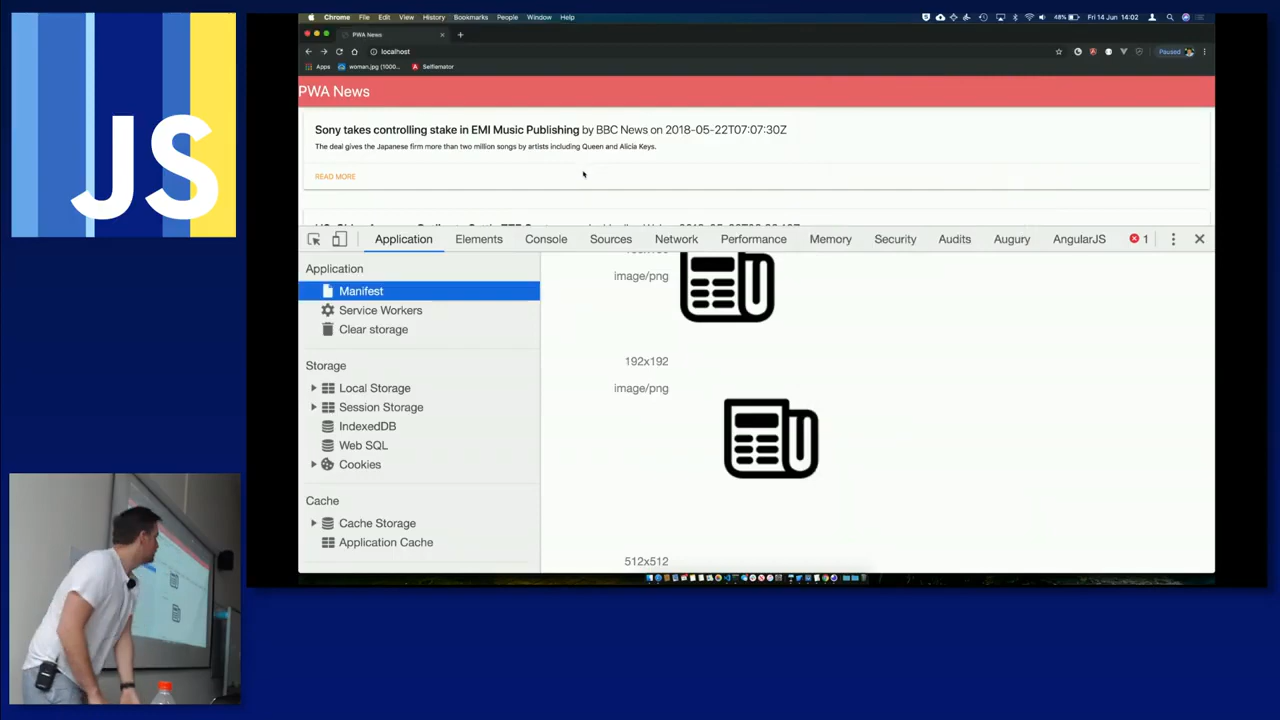 JS
Chrome File Edit View History Bookmarks People Window Help
48% Fri 14 Jun 14:02
PWA News
localhost
Paused
Apps woman.jpg (1000... Selfiemator
PWA News
Sony takes controlling stake in EMI Music Publishing by BBC News on 2018-05-22T07:07:30Z
The deal gives the Japanese firm more than two million songs by artists including Queen and Alicia Keys.
READ MORE
Application Elements Console Sources Network Performance Memory Security Audits Augury AngularJS 1
Application
Manifest
Service Workers
Clear storage
Storage
Local Storage
Session Storage
IndexedDB
Web SQL
Cookies
Cache
Cache Storage
Application Cache
image/png
192x192
image/png
512x512